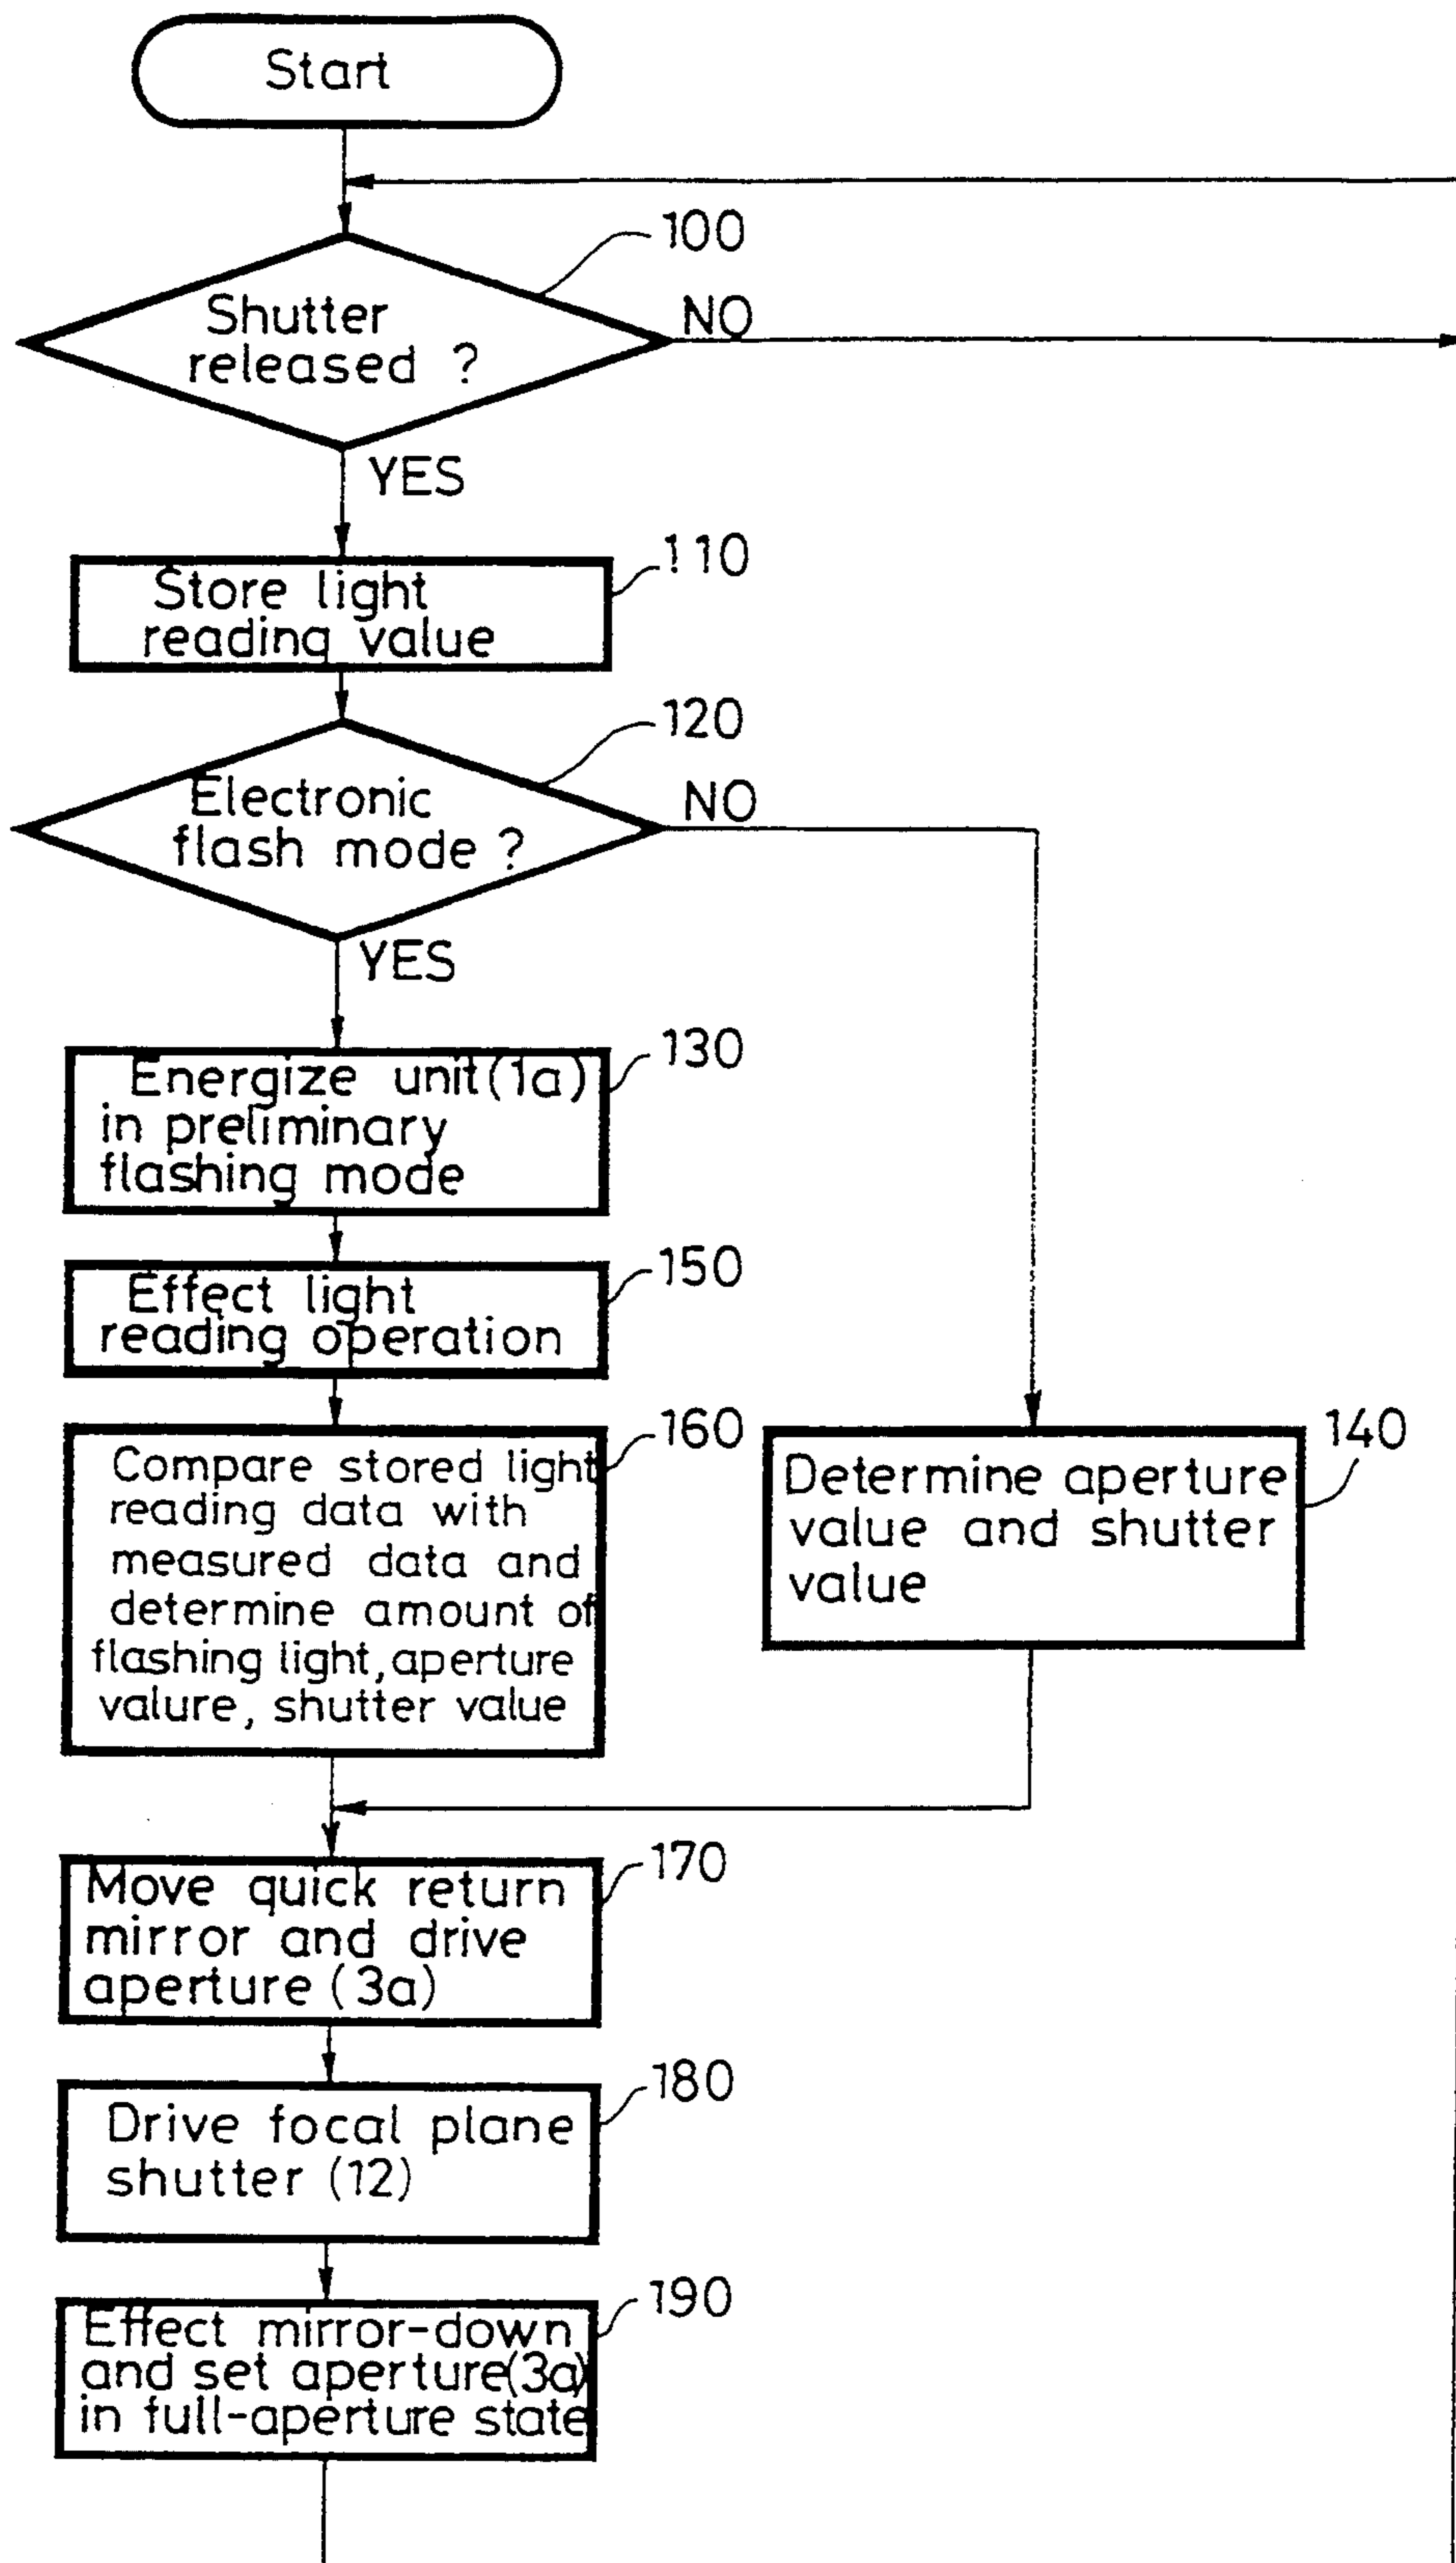 Start
100
Shutter
released ?
NO
YES
110
Store light
reading value
120
Electronic
flash mode ?
NO
YES
130
Energize unit(1a)
in preliminary
flashing mode
150
Effect light
reading operation
160
Compare stored light
reading data with
measured data and
determine amount of
flashing light, aperture
valure, shutter value
140
Determine aperture
value and shutter
value
170
Move quick return
mirror and drive
aperture (3a)
180
Drive focal plane
shutter (12)
190
Effect mirror-down
and set aperture(3a)
in full-aperture state